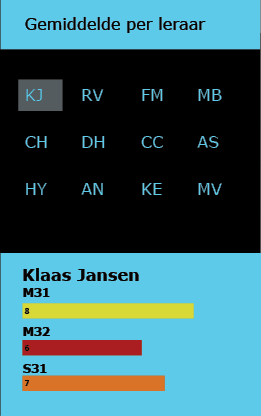 Gemiddelde per leraar
KJ RV FM MB
CH DH CC AS
HY AN KE MV
Klaas Jansen
M31
8
M32
6
S31
7